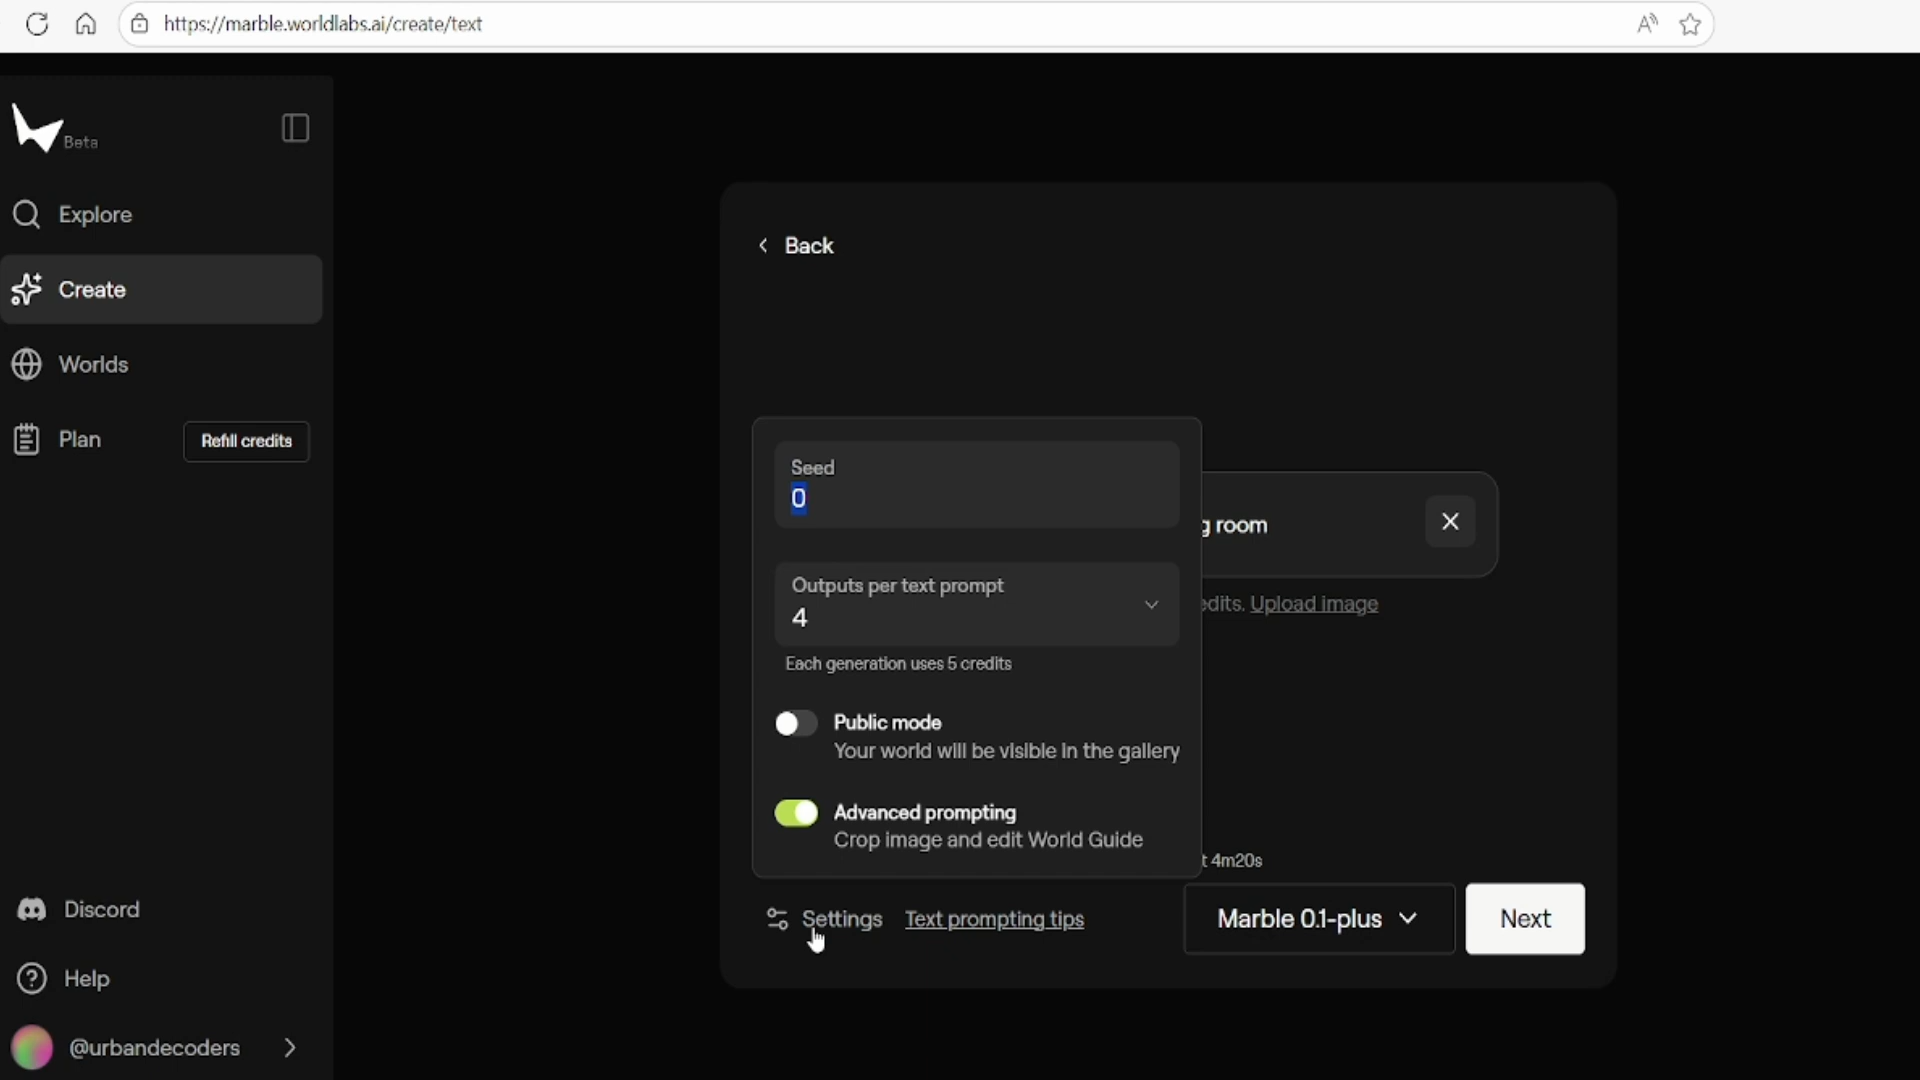 https://marble.worldlabs.ai/create/text
Beta
Explore
Create
Worlds
Plan
Refill credits
Discord
Help
@urbandecoders
Back
Seed
0
Outputs per text prompt
4
Each generation uses 5 credits
Public mode
Your world will be visible in the gallery
Advanced prompting
Crop image and edit World Guide
g room
edits. Upload image
t 4m20s
Settings
Text prompting tips
Marble 0.1-plus
Next